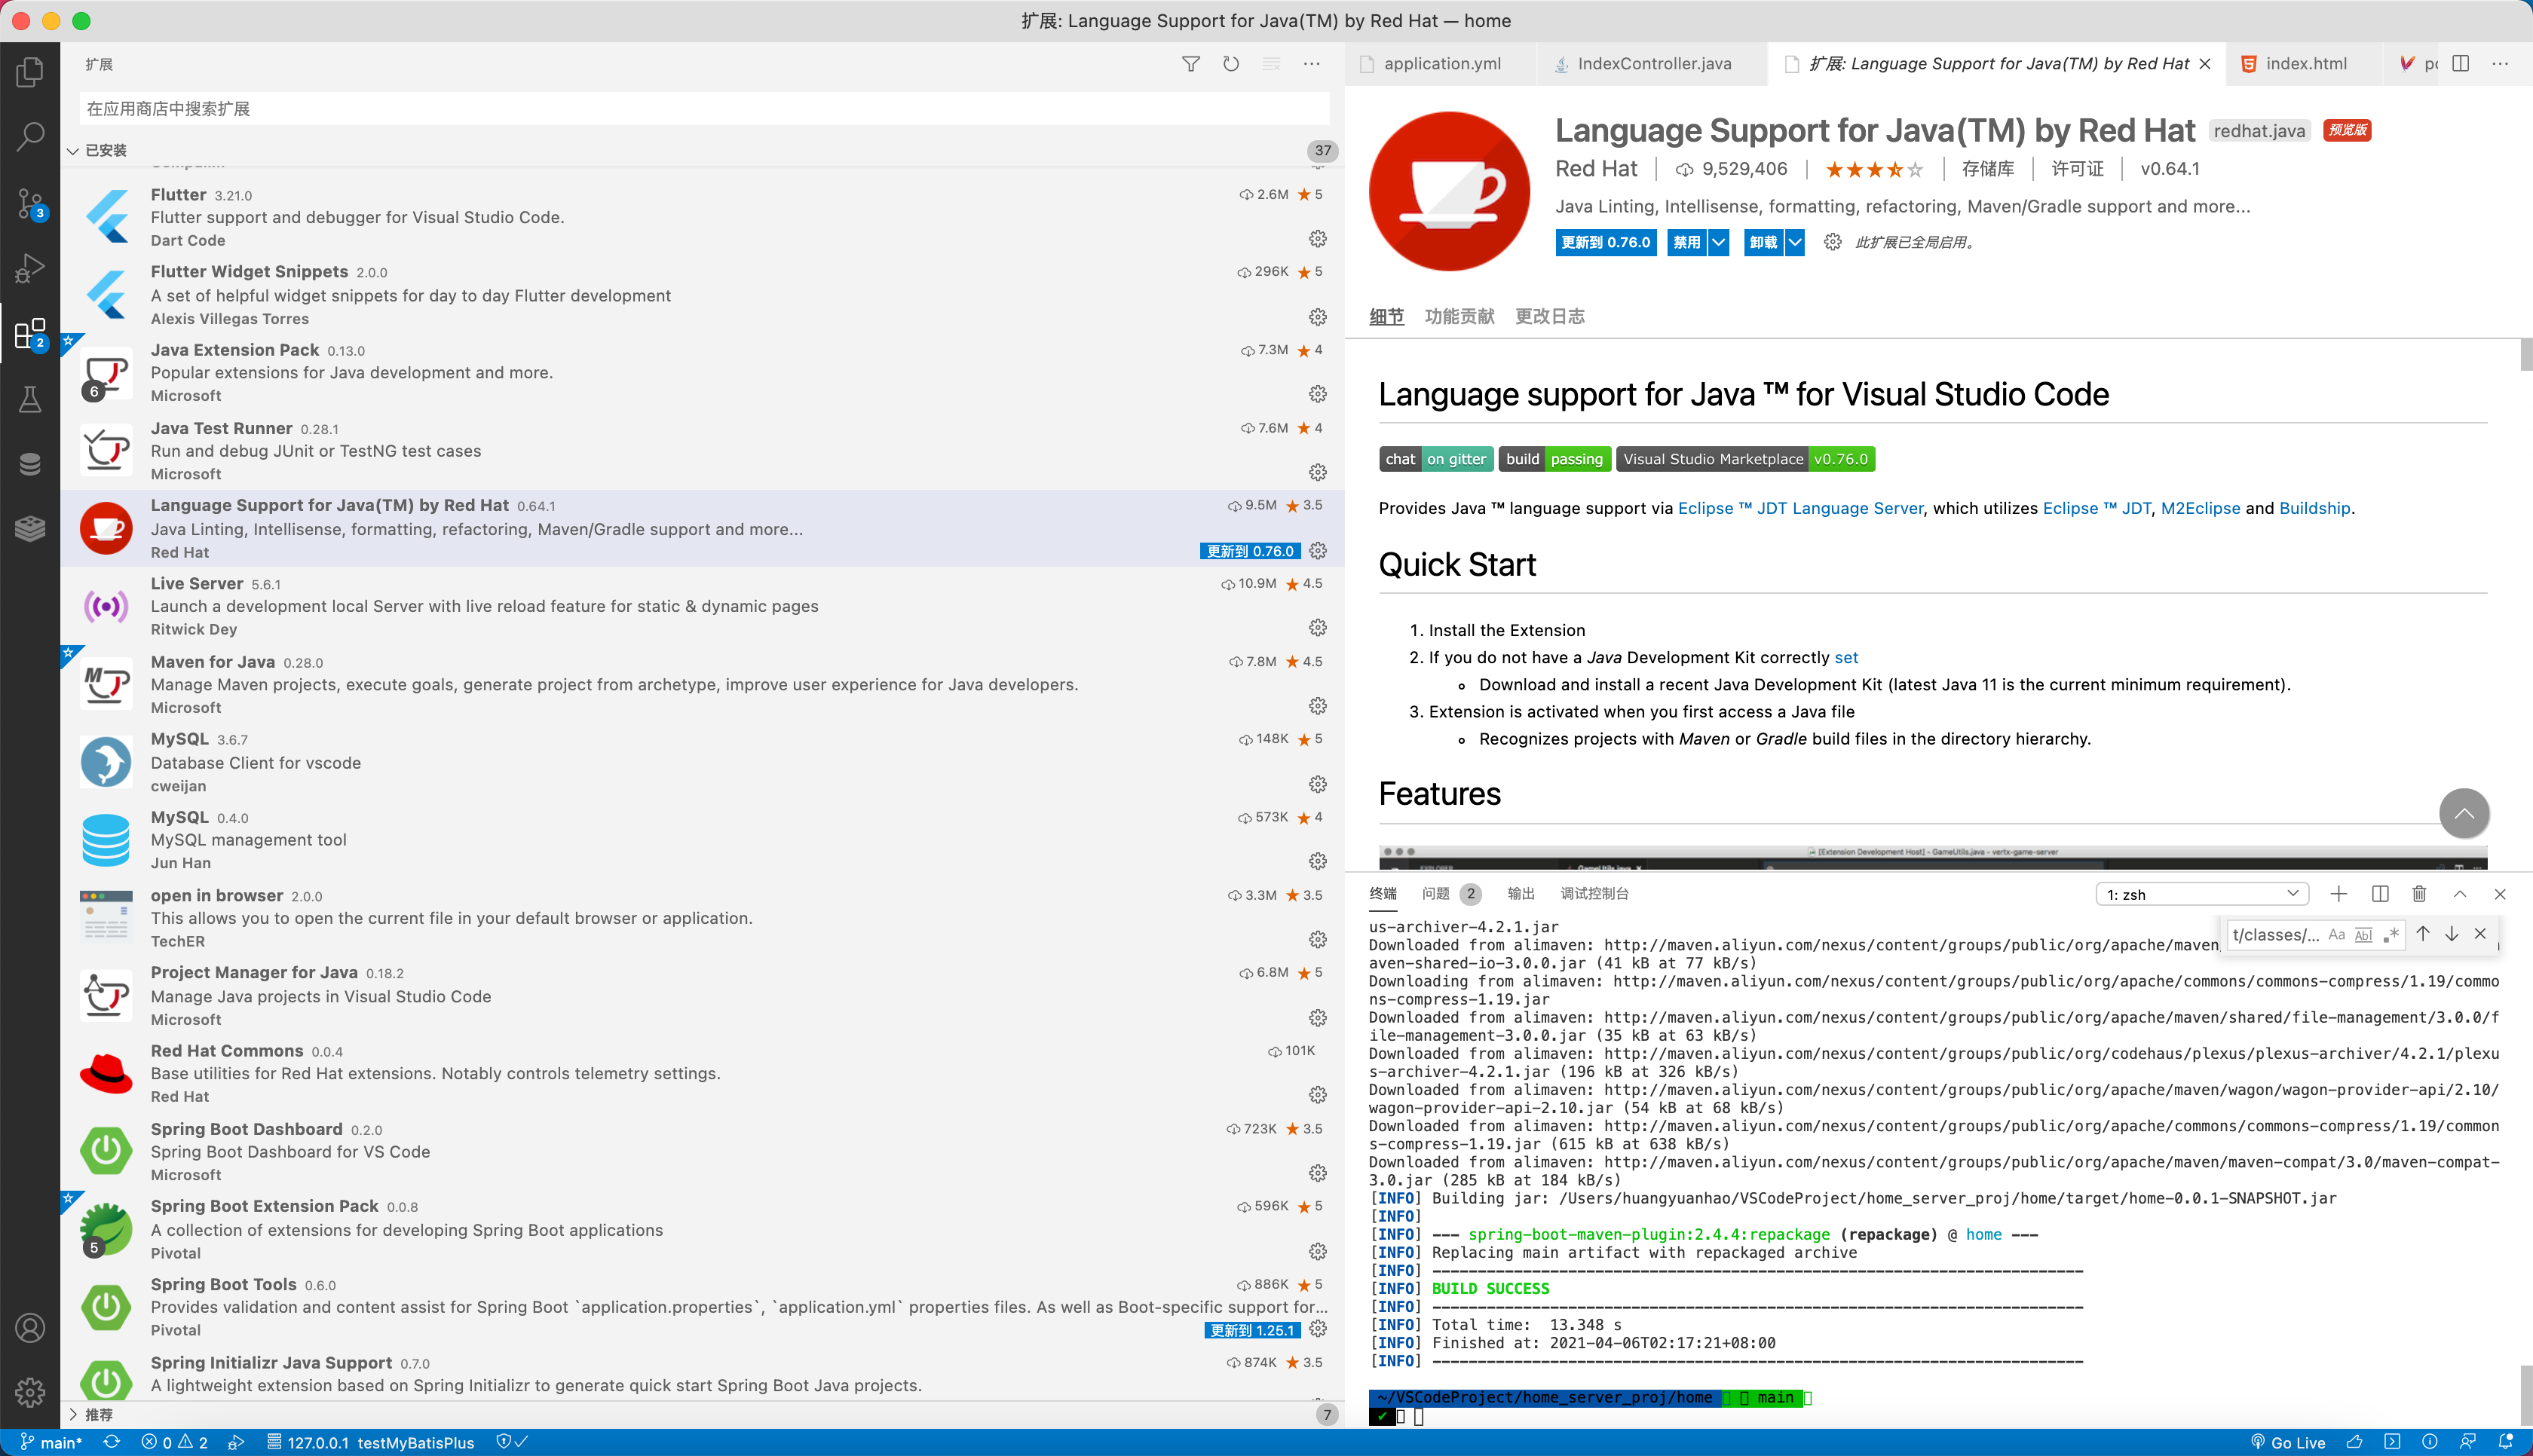 扩展: Language Support for Java(TM) by Red Hat — home
扩展
在应用商店中搜索扩展
已安装
37
Flutter 3.21.0
2.6M ★ 5
Flutter support and debugger for Visual Studio Code.
Dart Code
Flutter Widget Snippets 2.0.0
296K ★ 5
A set of helpful widget snippets for day to day Flutter development
Alexis Villegas Torres
Java Extension Pack 0.13.0
7.3M ★ 4
Popular extensions for Java development and more.
6
Microsoft
Java Test Runner 0.28.1
7.6M ★ 4
Run and debug JUnit or TestNG test cases
Microsoft
Language Support for Java(TM) by Red Hat 0.64.1
9.5M ★ 3.5
Java Linting, Intellisense, formatting, refactoring, Maven/Gradle support and more...
Red Hat
更新到 0.76.0
Live Server 5.6.1
10.9M ★ 4.5
Launch a development local Server with live reload feature for static & dynamic pages
Ritwick Dey
Maven for Java 0.28.0
7.8M ★ 4.5
Manage Maven projects, execute goals, generate project from archetype, improve user experience for Java developers.
Microsoft
MySQL 3.6.7
148K ★ 5
Database Client for vscode
cweijan
MySQL 0.4.0
573K ★ 4
MySQL management tool
Jun Han
open in browser 2.0.0
3.3M ★ 3.5
This allows you to open the current file in your default browser or application.
TechER
Project Manager for Java 0.18.2
6.8M ★ 5
Manage Java projects in Visual Studio Code
Microsoft
Red Hat Commons 0.0.4
101K
Base utilities for Red Hat extensions. Notably controls telemetry settings.
Red Hat
Spring Boot Dashboard 0.2.0
723K ★ 3.5
Spring Boot Dashboard for VS Code
Microsoft
Spring Boot Extension Pack 0.0.8
596K ★ 5
A collection of extensions for developing Spring Boot applications
5
Pivotal
Spring Boot Tools 0.6.0
886K ★ 5
Provides validation and content assist for Spring Boot `application.properties`, `application.yml` properties files. As well as Boot-specific support for...
Pivotal
更新到 1.25.1
Spring Initializr Java Support 0.7.0
874K ★ 3.5
A lightweight extension based on Spring Initializr to generate quick start Spring Boot Java projects.
推荐
7
3
2
application.yml
IndexController.java
扩展: Language Support for Java(TM) by Red Hat
index.html
Language Support for Java(TM) by Red Hat redhat.java 预览版
Red Hat | 9,529,406 | 存储库 | 许可证 | v0.64.1
Java Linting, Intellisense, formatting, refactoring, Maven/Gradle support and more...
更新到 0.76.0 禁用 卸载 此扩展已全局启用。
细节 功能贡献 更改日志
Language support for Java ™ for Visual Studio Code
chat on gitter build passing Visual Studio Marketplace v0.76.0
Provides Java ™ language support via Eclipse ™ JDT Language Server, which utilizes Eclipse ™ JDT, M2Eclipse and Buildship.
Quick Start
1. Install the Extension
2. If you do not have a Java Development Kit correctly set
Download and install a recent Java Development Kit (latest Java 11 is the current minimum requirement).
3. Extension is activated when you first access a Java file
Recognizes projects with Maven or Gradle build files in the directory hierarchy.
Features
[Extension Development Host] - GameUtils.java - vertx-game-server
终端 问题 2 输出 调试控制台
1: zsh
t/classes/...
Aa Abl .*
us-archiver-4.2.1.jar
Downloaded from alimaven: http://maven.aliyun.com/nexus/content/groups/public/org/apache/maven
aven-shared-io-3.0.0.jar (41 kB at 77 kB/s)
Downloading from alimaven: http://maven.aliyun.com/nexus/content/groups/public/org/apache/commons/commons-compress/1.19/commo
ns-compress-1.19.jar
Downloaded from alimaven: http://maven.aliyun.com/nexus/content/groups/public/org/apache/maven/shared/file-management/3.0.0/f
ile-management-3.0.0.jar (35 kB at 63 kB/s)
Downloaded from alimaven: http://maven.aliyun.com/nexus/content/groups/public/org/codehaus/plexus/plexus-archiver/4.2.1/plexu
s-archiver-4.2.1.jar (196 kB at 326 kB/s)
Downloaded from alimaven: http://maven.aliyun.com/nexus/content/groups/public/org/apache/maven/wagon/wagon-provider-api/2.10/
wagon-provider-api-2.10.jar (54 kB at 68 kB/s)
Downloaded from alimaven: http://maven.aliyun.com/nexus/content/groups/public/org/apache/commons/commons-compress/1.19/common
s-compress-1.19.jar (615 kB at 638 kB/s)
Downloaded from alimaven: http://maven.aliyun.com/nexus/content/groups/public/org/apache/maven/maven-compat/3.0/maven-compat-
3.0.jar (285 kB at 184 kB/s)
[INFO] Building jar: /Users/huangyuanhao/VSCodeProject/home_server_proj/home/target/home-0.0.1-SNAPSHOT.jar
[INFO]
[INFO] --- spring-boot-maven-plugin:2.4.4:repackage (repackage) @ home ---
[INFO] Replacing main artifact with repackaged archive
[INFO] ------------------------------------------------------------------------
[INFO] BUILD SUCCESS
[INFO] ------------------------------------------------------------------------
[INFO] Total time:  13.348 s
[INFO] Finished at: 2021-04-06T02:17:21+08:00
[INFO] ------------------------------------------------------------------------
~/VSCodeProject/home_server_proj/home main
✔
main* 0 2 127.0.0.1 testMyBatisPlus
Go Live